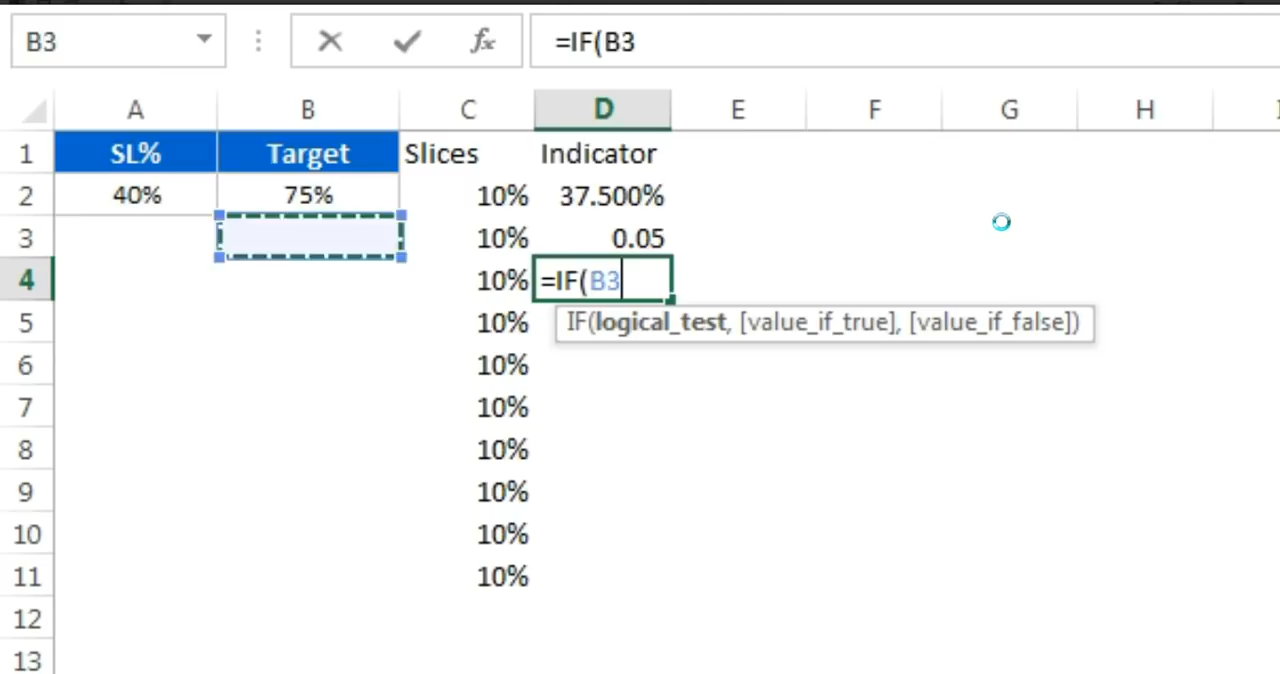 B3 fx =IF(B3
A B C D E F G H
1 SL% Target Slices Indicator
2 40% 75% 10% 37.500%
3 10% 0.05
4 10% =IF(B3
5 10% IF(logical_test, [value_if_true], [value_if_false])
6 10%
7 10%
8 10%
9 10%
10 10%
11 10%
12
13